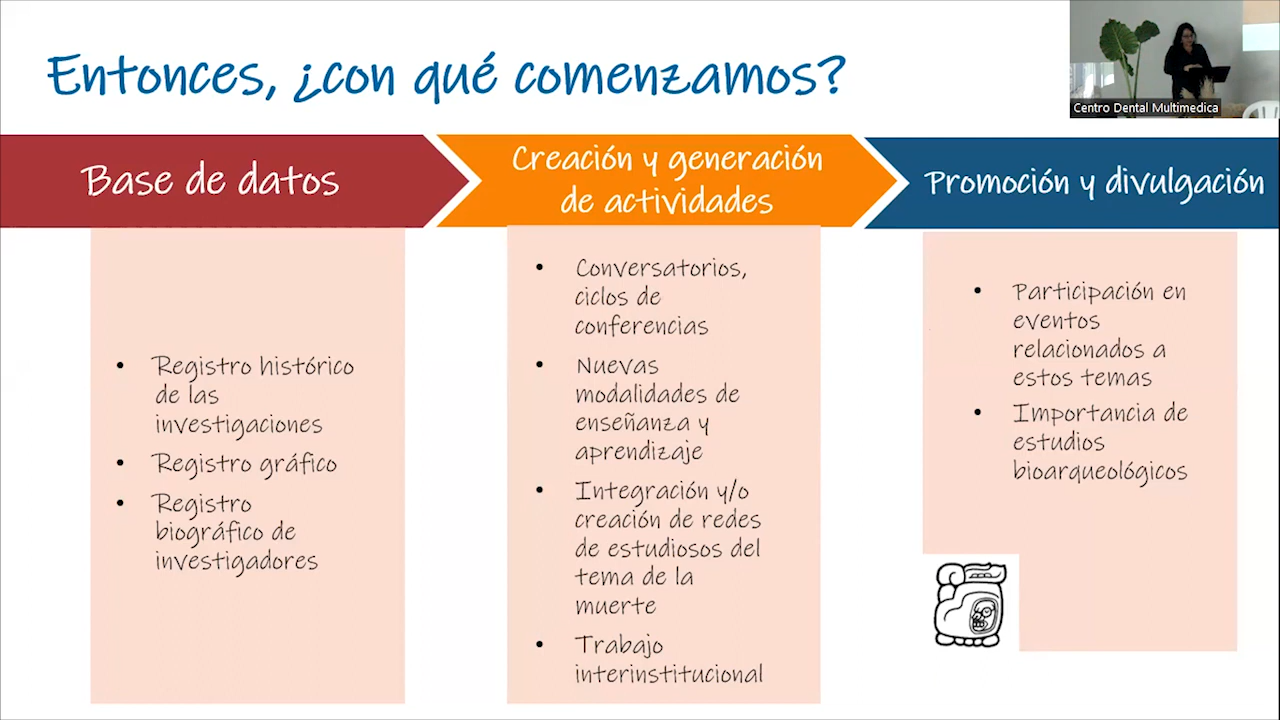 Entonces, ¿con qué comenzamos?
Centro Dental Multimedica
Base de datos
Creación y generación
de actividades
Promoción y divulgación
• Registro histórico
de las
investigaciones
• Registro gráfico
• Registro
biográfico de
investigadores
• Conversatorios,
ciclos de
conferencias
• Nuevas
modalidades de
enseñanza y
aprendizaje
• Integración y/o
creación de redes
de estudiosos del
tema de la
muerte
• Trabajo
interinstitucional
• Participación en
eventos
relacionados a
estos temas
• Importancia de
estudios
bioarqueológicos